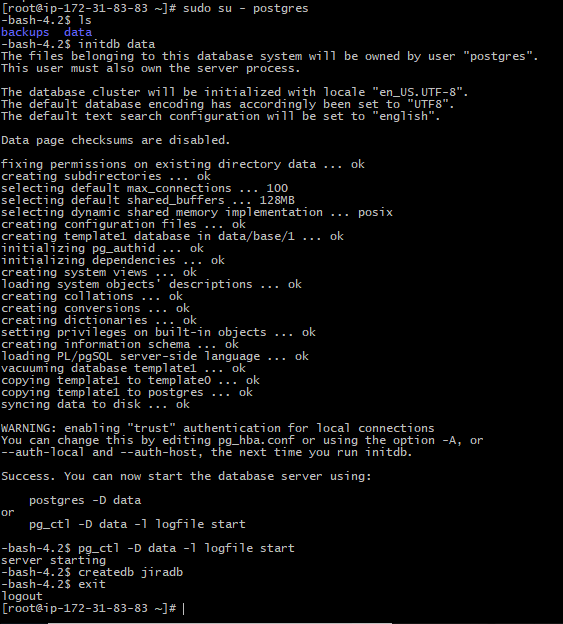 [root@ip-172-31-83-83 ~]# sudo su - postgres
-bash-4.2$ ls
backups  data
-bash-4.2$ initdb data
The files belonging to this database system will be owned by user "postgres".
This user must also own the server process.

The database cluster will be initialized with locale "en_US.UTF-8".
The default database encoding has accordingly been set to "UTF8".
The default text search configuration will be set to "english".

Data page checksums are disabled.

fixing permissions on existing directory data ... ok
creating subdirectories ... ok
selecting default max_connections ... 100
selecting default shared_buffers ... 128MB
selecting dynamic shared memory implementation ... posix
creating configuration files ... ok
creating template1 database in data/base/1 ... ok
initializing pg_authid ... ok
initializing dependencies ... ok
creating system views ... ok
loading system objects' descriptions ... ok
creating collations ... ok
creating conversions ... ok
creating dictionaries ... ok
setting privileges on built-in objects ... ok
creating information schema ... ok
loading PL/pgSQL server-side language ... ok
vacuuming database template1 ... ok
copying template1 to template0 ... ok
copying template1 to postgres ... ok
syncing data to disk ... ok

WARNING: enabling "trust" authentication for local connections
You can change this by editing pg_hba.conf or using the option -A, or
--auth-local and --auth-host, the next time you run initdb.

Success. You can now start the database server using:

    postgres -D data
or
    pg_ctl -D data -l logfile start

-bash-4.2$ pg_ctl -D data -l logfile start
server starting
-bash-4.2$ createdb jiradb
-bash-4.2$ exit
logout
[root@ip-172-31-83-83 ~]#